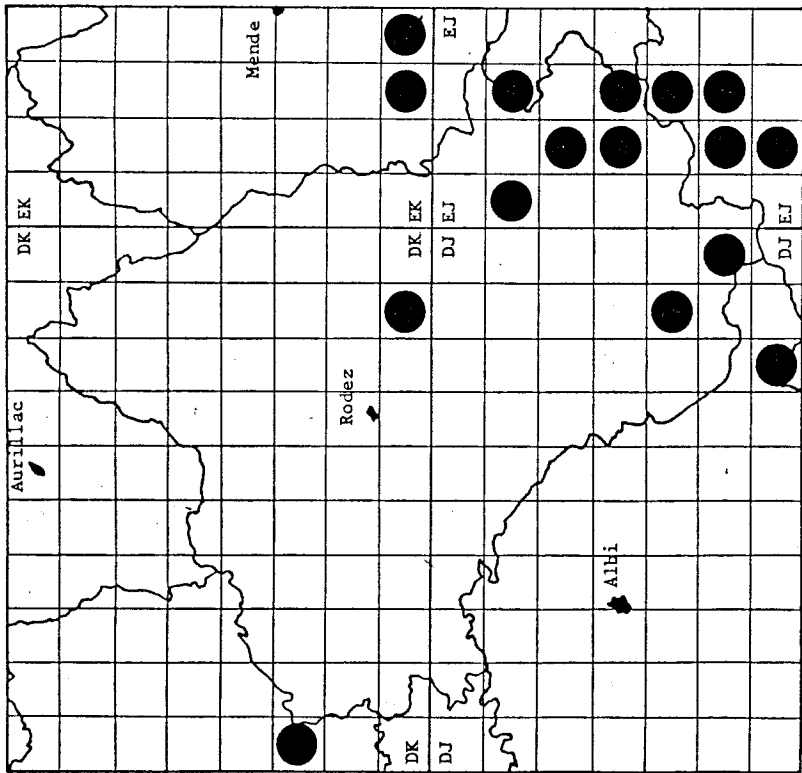 Aurillac
DK EK
Mende
Rodez
DK EK
DJ EJ
EJ
DK
DJ
Albi
DJ EJ